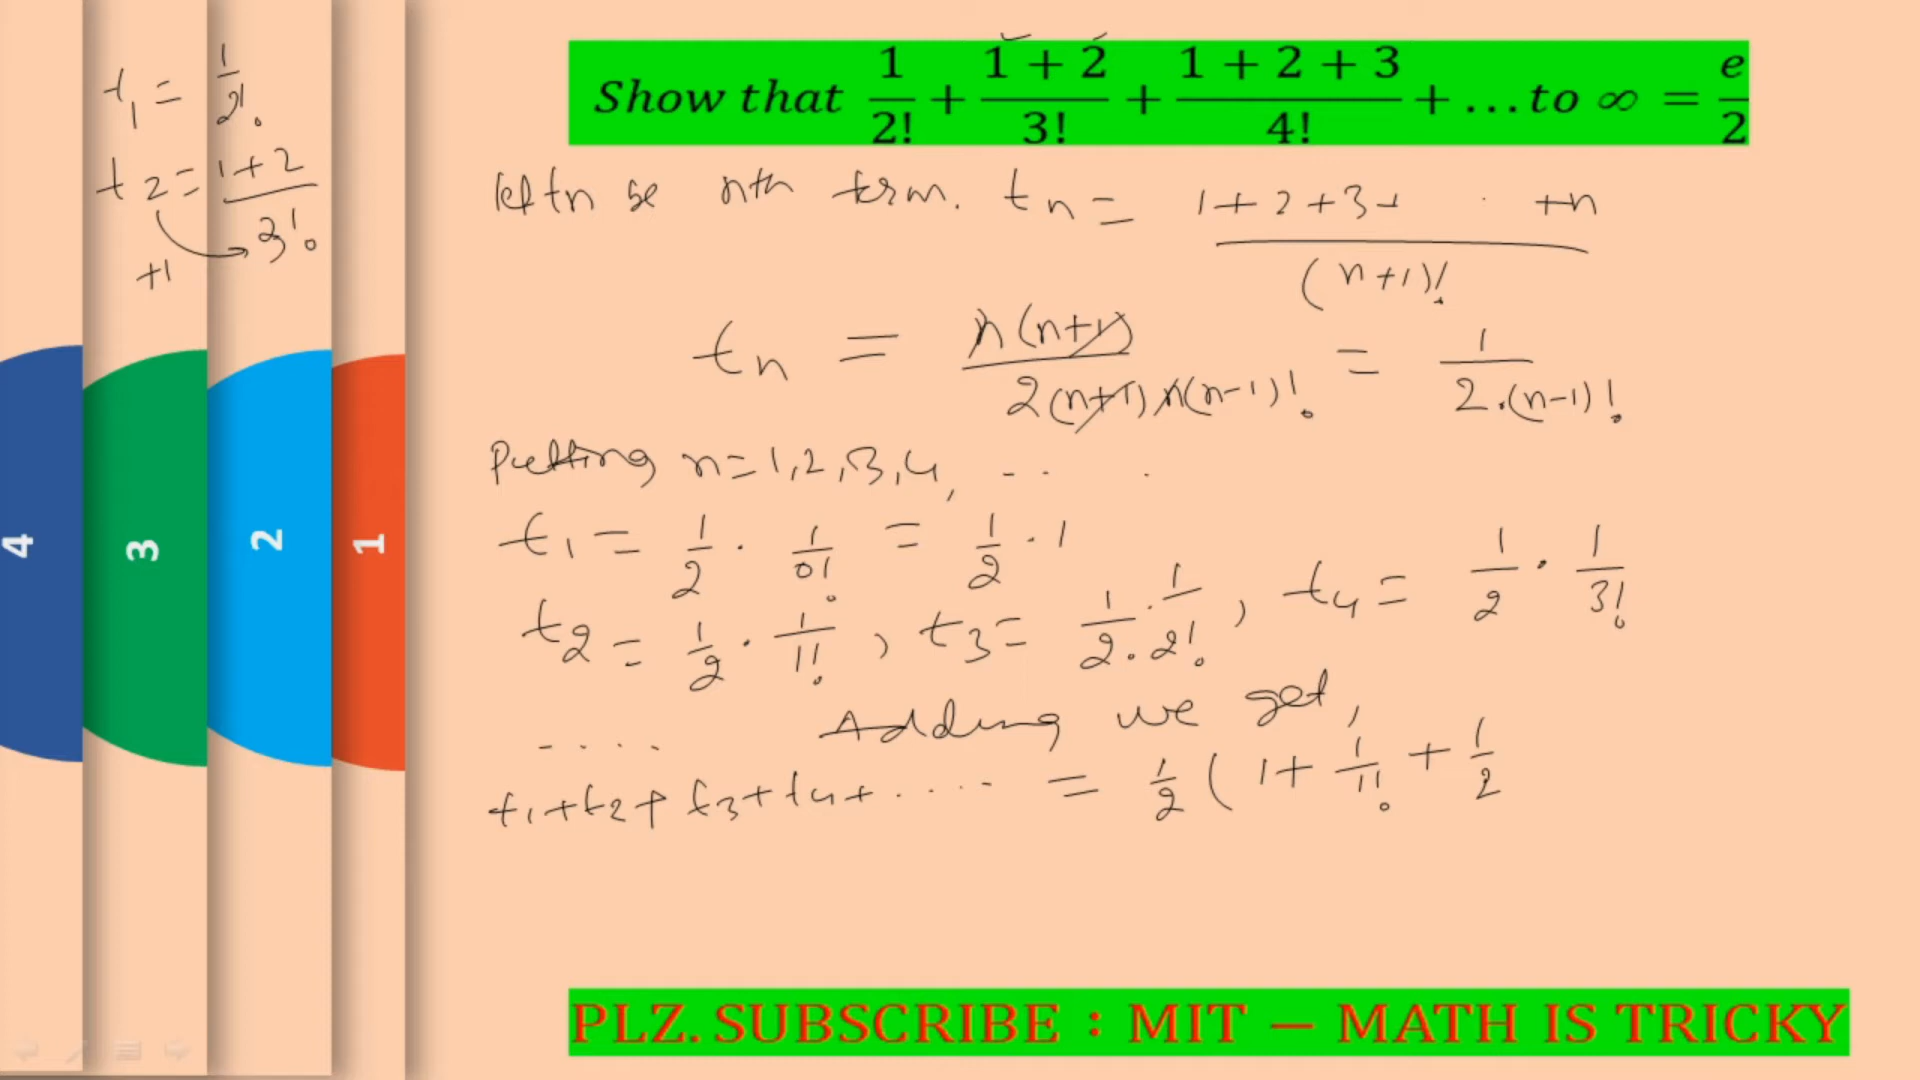 Show that 1/2! + 1 + 2/3! + 1 + 2 + 3/4! + ... to ∞ = e/2
t₁ = 1/2!
t₂ = 1+2/3!
+1
let tn be nth term. tn = 1+2+3+ . +n/(n+1)!
tn = n(n+1)/2(n+1)n(n-1)! = 1/2.(n-1)!
Putting n=1,2,3,4, .. .
t₁ = 1/2 . 1/0! = 1/2 . 1
t₂ = 1/2 . 1/1! , t₃ = 1/2 . 1/2! , t₄ = 1/2 . 1/3!
.... Adding we get,
t₁+t₂+t₃+t₄+ .... = 1/2 ( 1+ 1/1! + 1/2
4
3
2
1
PLZ. SUBSCRIBE : MIT – MATH IS TRICKY